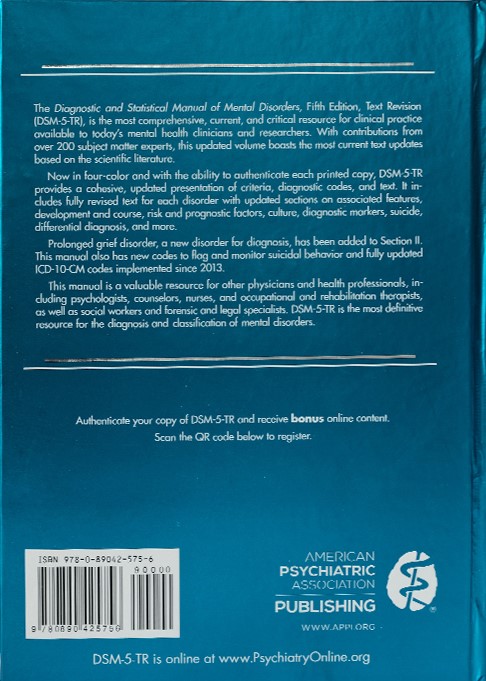 The Diagnostic and Statistical Manual of Mental Disorders, Fifth Edition, Text Revision
(DSM-5-TR), is the most comprehensive, current, and critical resource for clinical practice
available to today's mental health clinicians and researchers. With contributions from
over 200 subject matter experts, this updated volume boasts the most current text updates
based on the scientific literature.
Now in four-color and with the ability to authenticate each printed copy, DSM-5-TR
provides a cohesive, updated presentation of criteria, diagnostic codes, and text. It in-
cludes fully revised text for each disorder with updated sections on associated features,
development and course, risk and prognostic factors, culture, diagnostic markers, suicide,
differential diagnosis, and more.
Prolonged grief disorder, a new disorder for diagnosis, has been added to Section II.
This manual also has new codes to flag and monitor suicidal behavior and fully updated
ICD-10-CM codes implemented since 2013.
This manual is a valuable resource for other physicians and health professionals, in-
cluding psychologists, counselors, nurses, and occupational and rehabilitation therapists,
as well as social workers and forensic and legal specialists. DSM-5-TR is the most definitive
resource for the diagnosis and classification of mental disorders.
Authenticate your copy of DSM-5-TR and receive bonus online content.
Scan the QR code below to register.
ISBN 978-0-89042-575-6
90000
9 780890 425756
AMERICAN
PSYCHIATRIC
ASSOCIATION
PUBLISHING
®
WWW.APPI.ORG
DSM-5-TR is online at www.PsychiatryOnline.org